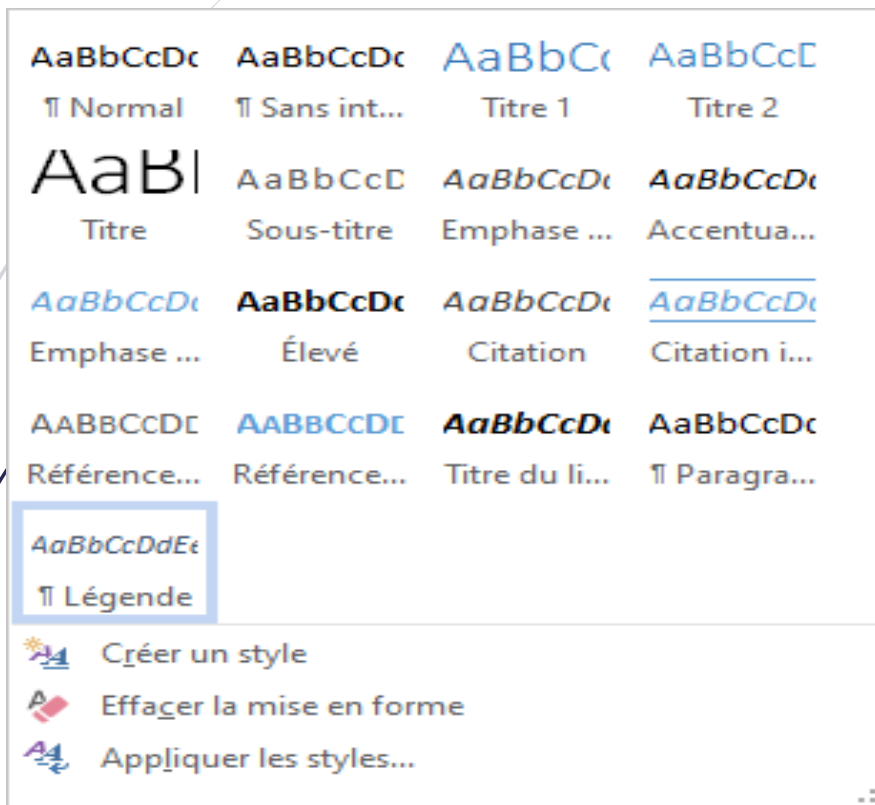 AaBbCcDc AaBbCcDc AaBbCc AaBbCcD
¶ Normal ¶ Sans int... Titre 1 Titre 2
AaB AaBbCcD AaBbCcDc AaBbCcDc
Titre Sous-titre Emphase ... Accentua...
AaBbCcDc AaBbCcDc AaBbCcDc AaBbCcDc
Emphase ... Élevé Citation Citation i...
AABBCCDD AABBCCDD AaBbCcDc AaBbCcDc
Référence... Référence... Titre du li... ¶ Paragra...
AaBbCcDdEe
¶ Légende
Créer un style
Effacer la mise en forme
Appliquer les styles...